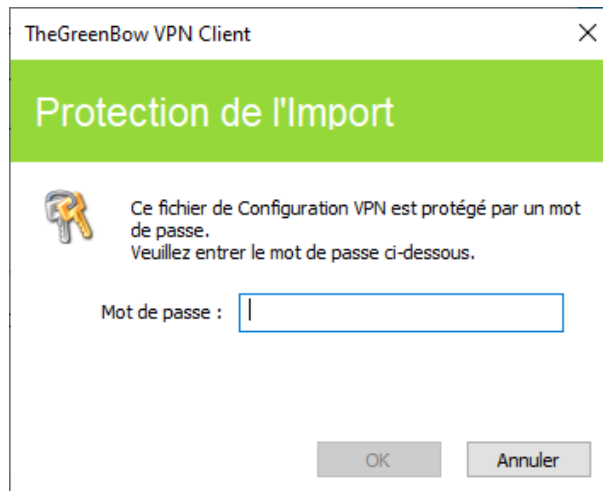 TheGreenBow VPN Client
Protection de l'Import
Ce fichier de Configuration VPN est protégé par un mot
de passe.
Veuillez entrer le mot de passe ci-dessous.
Mot de passe :
OK
Annuler